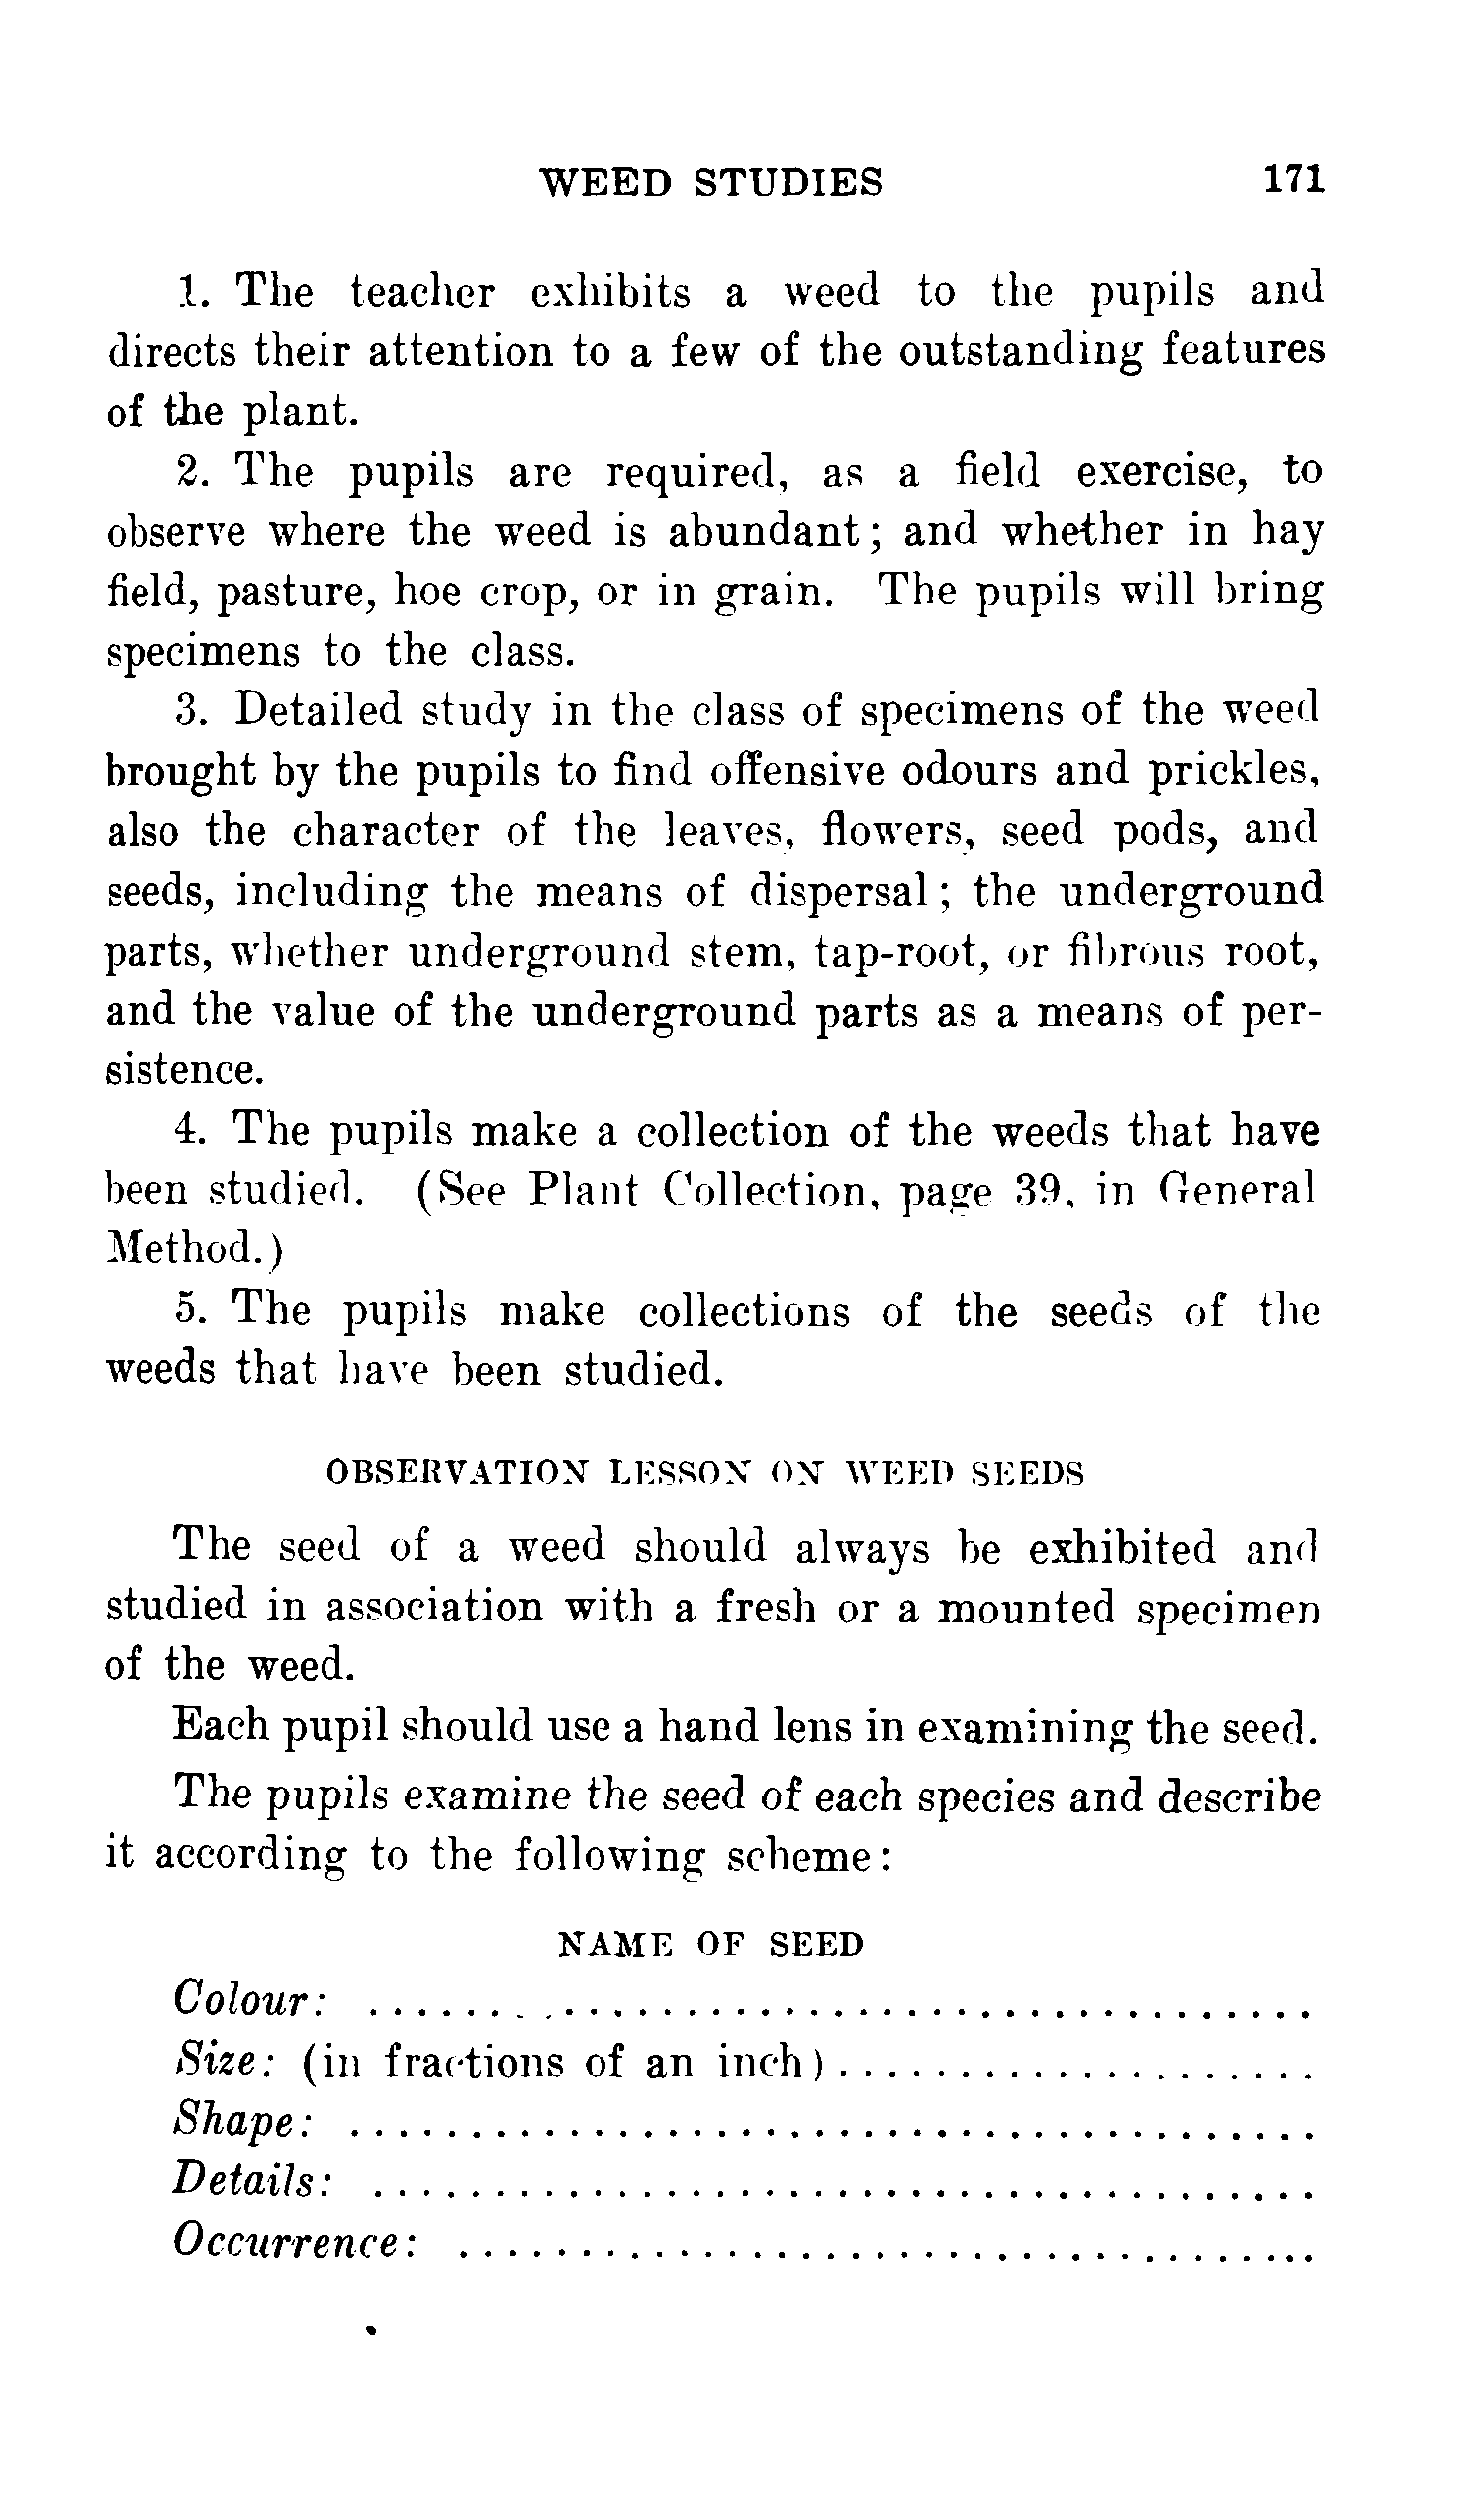 WEED STUDIES 171
1. The teacher exhibits a weed to the pupils and
directs their attention to a few of the outstanding features
of the plant.
2. The pupils are required, as a field exercise, to
observe where the weed is abundant; and whether in hay
field, pasture, hoe crop, or in grain. The pupils will bring
specimens to the class.
3. Detailed study in the class of specimens of the weed
brought by the pupils to find offensive odours and prickles,
also the character of the leaves, flowers, seed pods, and
seeds, including the means of dispersal; the underground
parts, whether underground stem, tap-root, or fibrous root,
and the value of the underground parts as a means of per-
sistence.
4. The pupils make a collection of the weeds that have
been studied. (See Plant Collection, page 39, in General
Method.)
5. The pupils make collections of the seeds of the
weeds that have been studied.
OBSERVATION LESSON ON WEED SEEDS
The seed of a weed should always be exhibited and
studied in association with a fresh or a mounted specimen
of the weed.
Each pupil should use a hand lens in examining the seed.
The pupils examine the seed of each species and describe
it according to the following scheme:
NAME OF SEED
Colour: .......................................
Size: (in fractions of an inch)....................
Shape: ........................................
Details: .......................................
Occurrence: ...................................